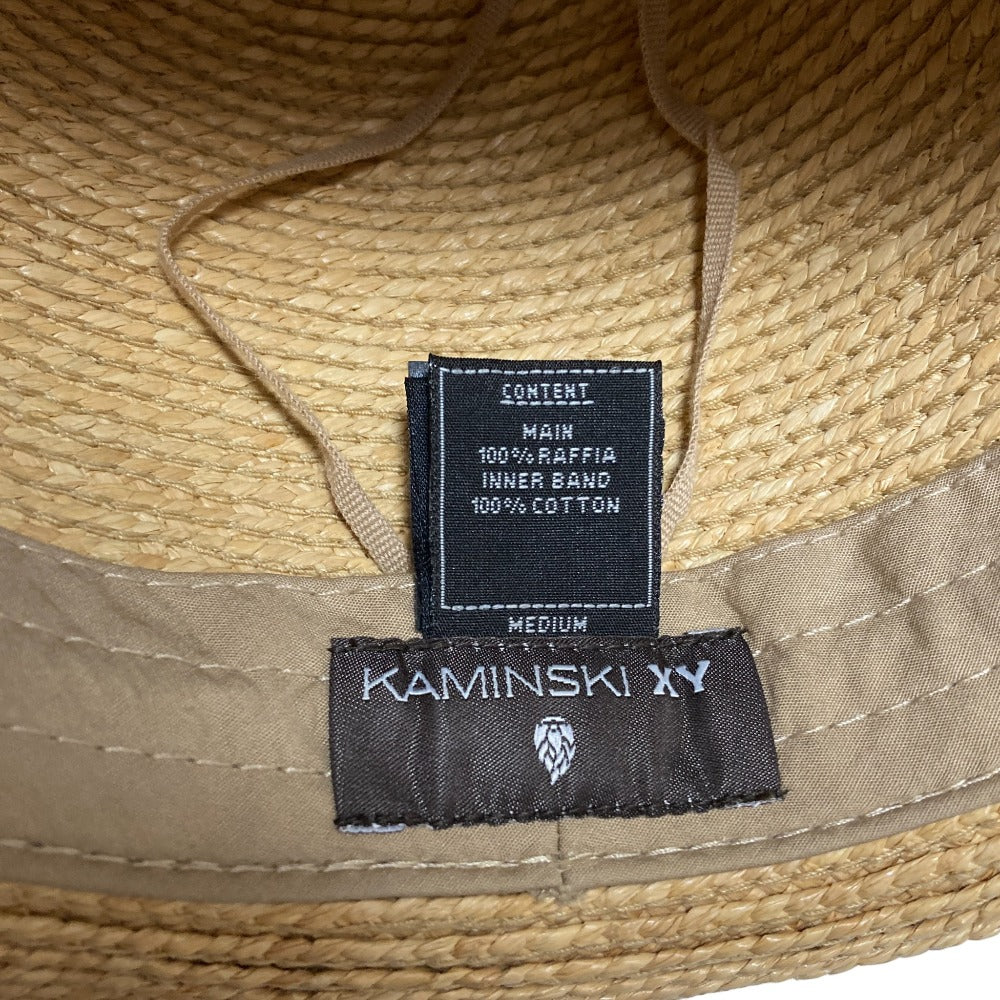 CONTENT
MAIN
100% RAFFIA
INNER BAND
100% COTTON
MEDIUM
KAMINSKI XY